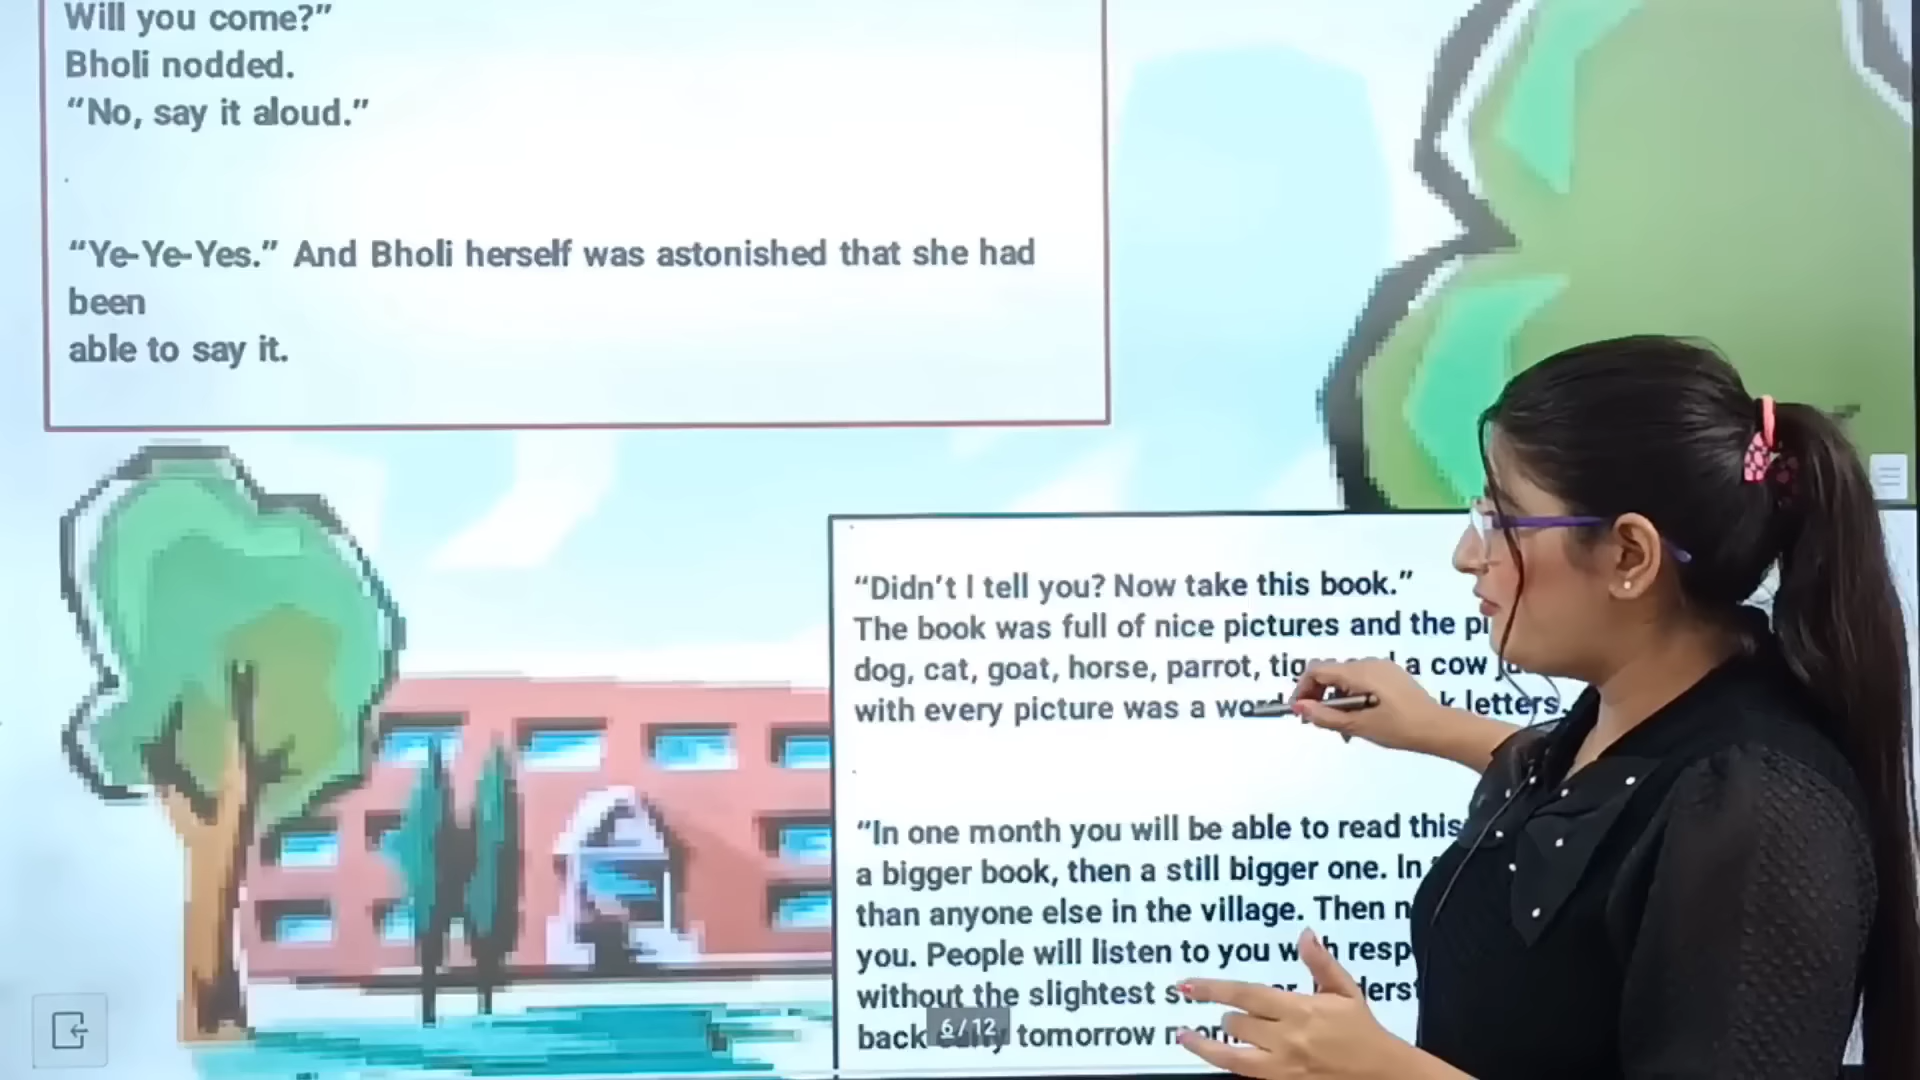 Will you come?”
Bholi nodded.
“No, say it aloud.”
“Ye-Ye-Yes.” And Bholi herself was astonished that she had
been
able to say it.
“Didn’t I tell you? Now take this book.”
The book was full of nice pictures and the
dog, cat, goat, horse, parrot, a cow
with every picture was a word letters.
“In one month you will be able to read this
a bigger book, then a still bigger one. In
than anyone else in the village. Then
you. People will listen to you
without the slightest
back tomorrow
6/12